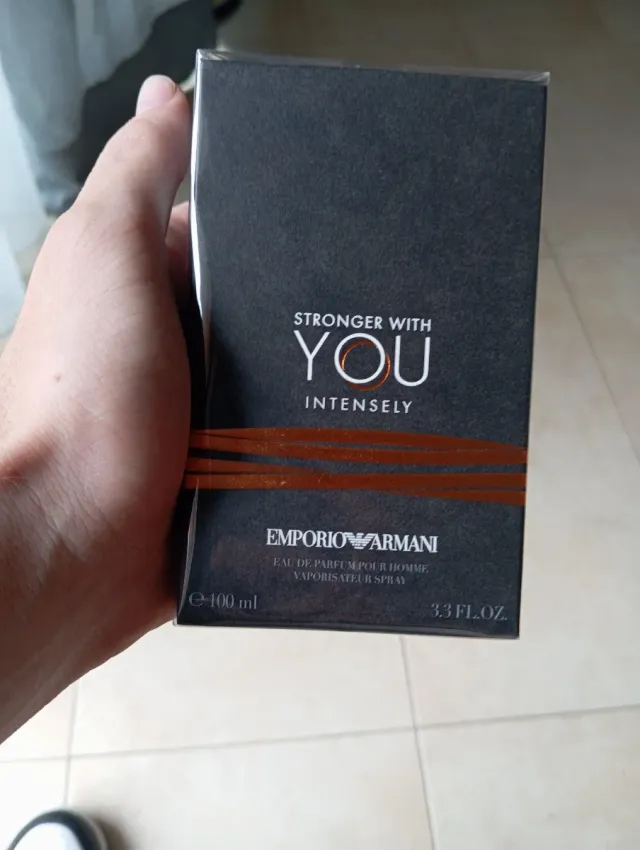 STRONGER WITH
YOU
INTENSELY
EMPORIO ARMANI
EAU DE PARFUM POUR HOMME
VAPORISATEUR SPRAY
℮ 100 ml 3.3 FL.OZ.